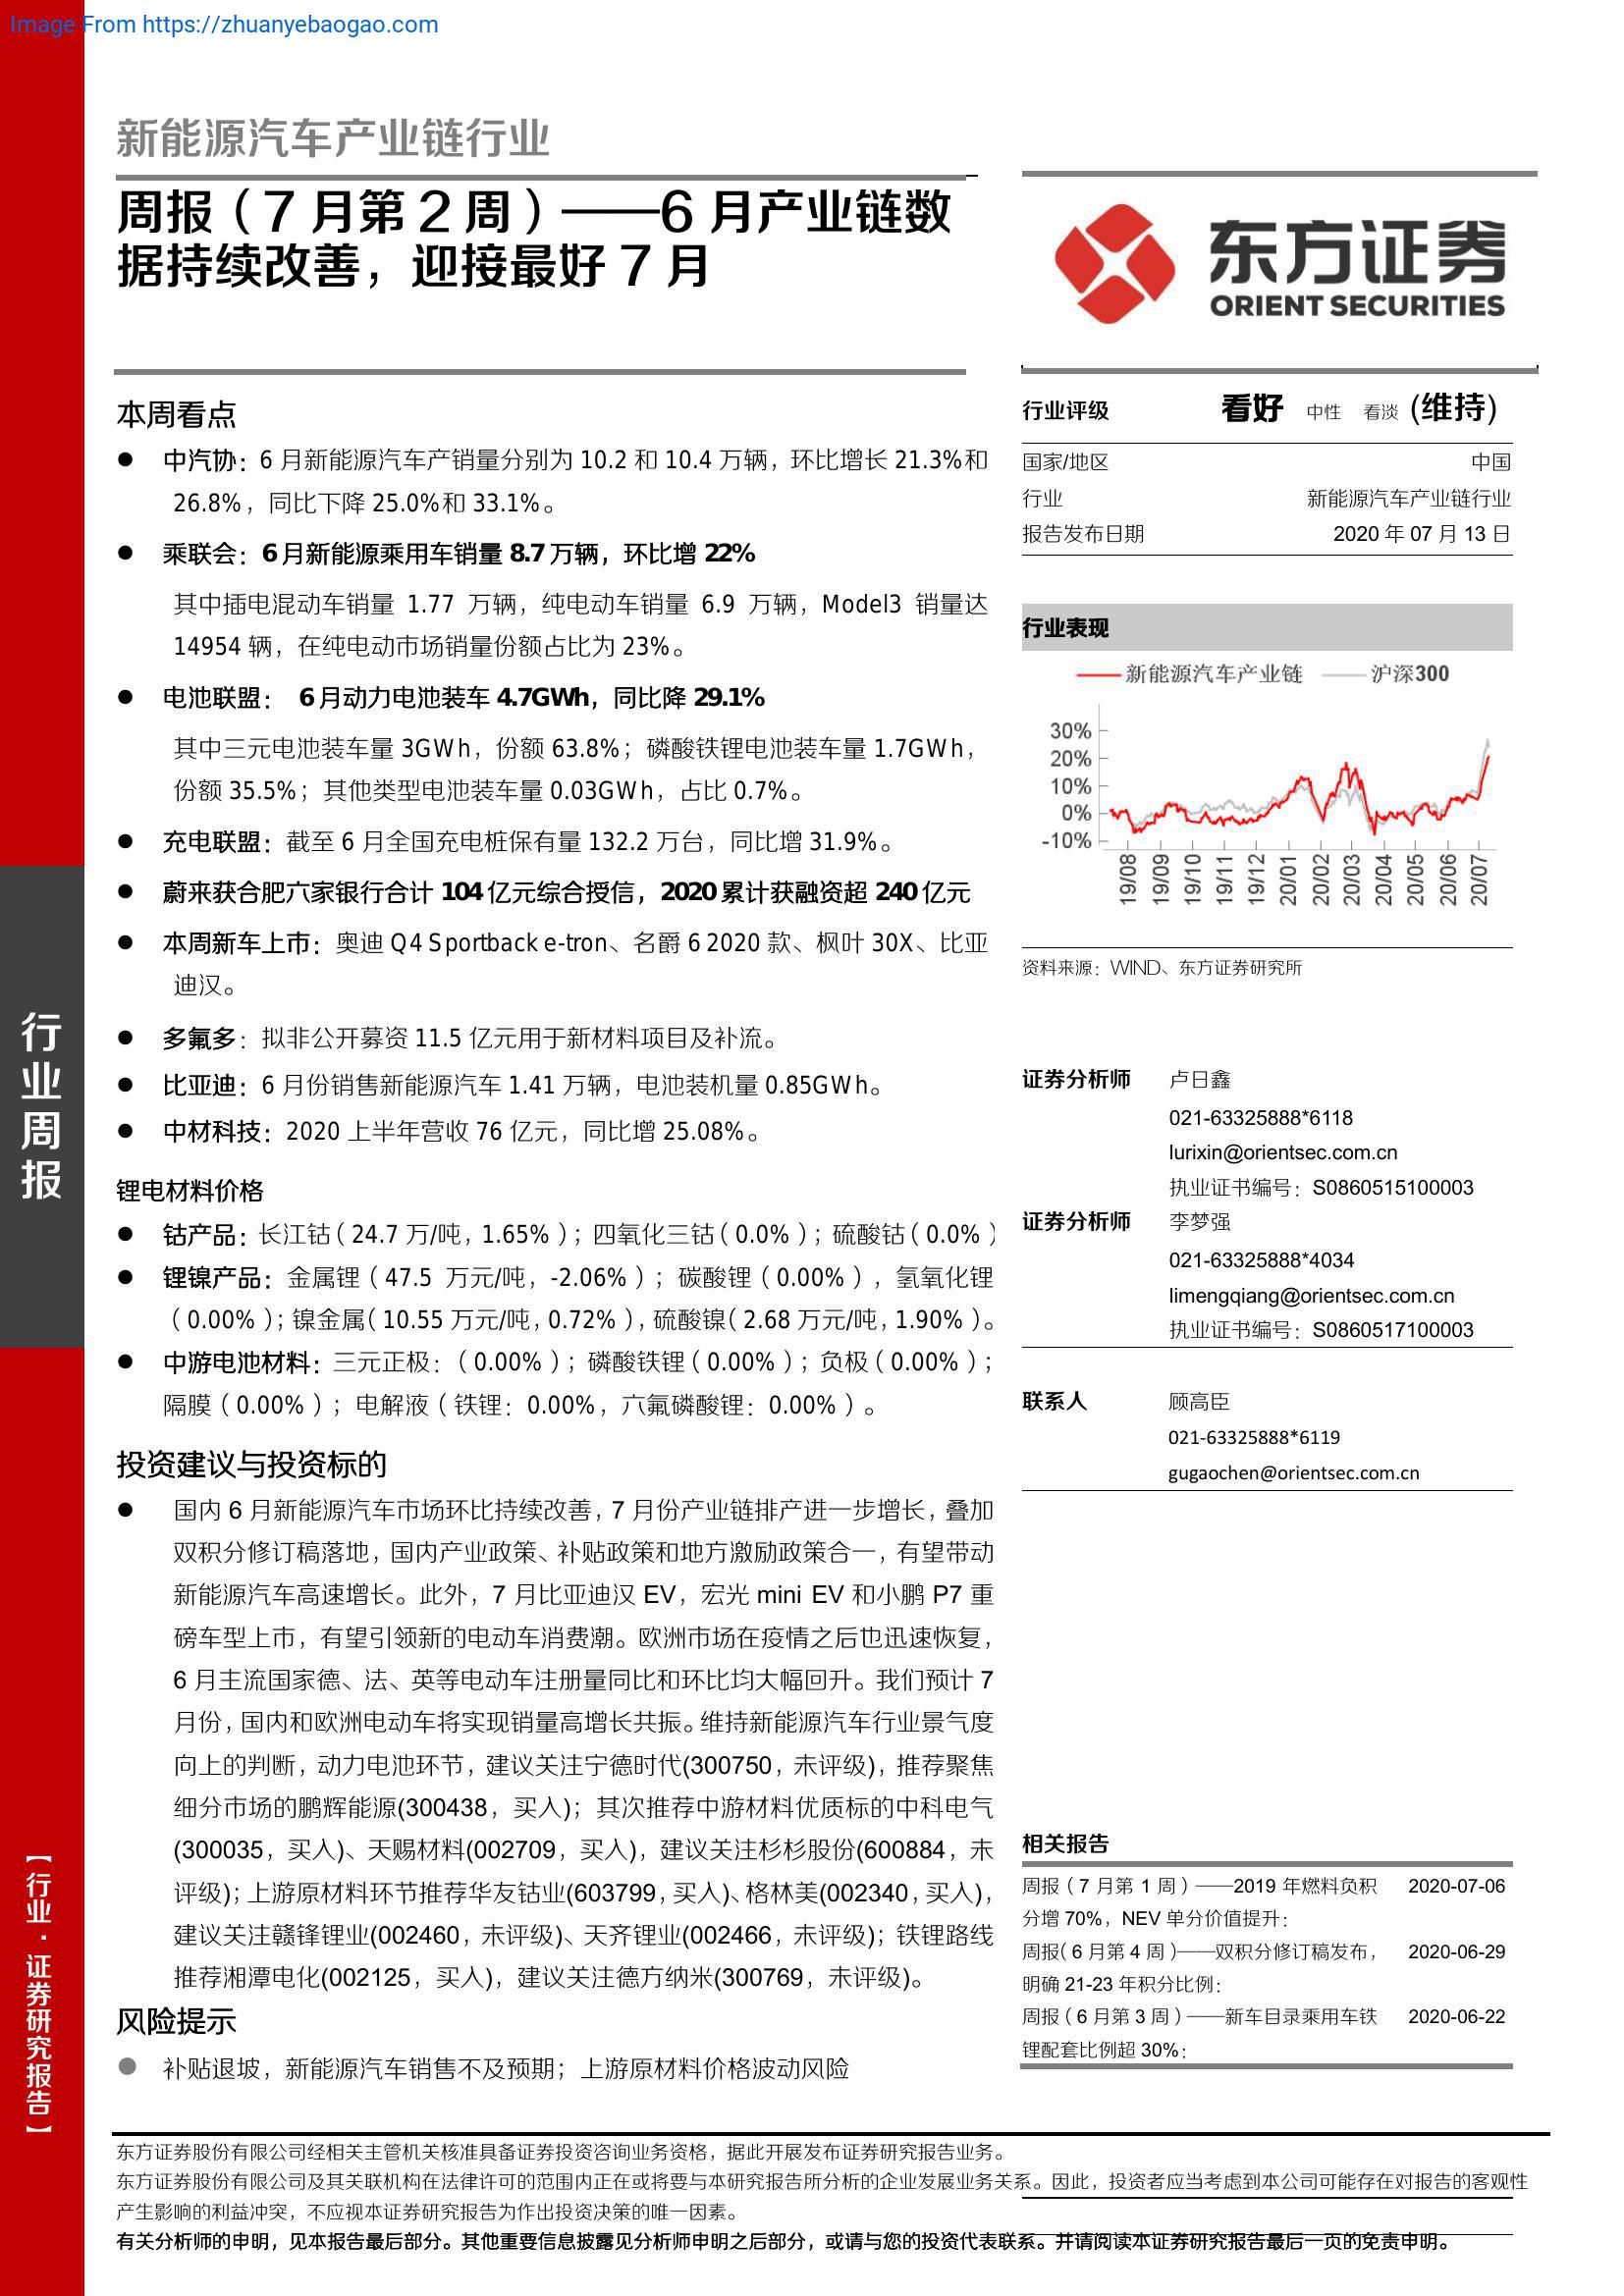 Image From https://zhuanyebaogao.com
新能源汽车产业链行业
周报（7 月第 2 周）——6 月产业链数
据持续改善，迎接最好 7 月
东方证券
ORIENT SECURITIES
本周看点
● 中汽协：6 月新能源汽车产销量分别为 10.2 和 10.4 万辆，环比增长 21.3%和
26.8%，同比下降 25.0%和 33.1%。
● 乘联会：6 月新能源乘用车销量 8.7 万辆，环比增 22%
其中插电混动车销量 1.77 万辆，纯电动车销量 6.9 万辆，Model3 销量达
14954 辆，在纯电动市场销量份额占比为 23%。
● 电池联盟： 6 月动力电池装车 4.7GWh，同比降 29.1%
其中三元电池装车量 3GWh，份额 63.8%；磷酸铁锂电池装车量 1.7GWh，
份额 35.5%；其他类型电池装车量 0.03GWh，占比 0.7%。
● 充电联盟：截至 6 月全国充电桩保有量 132.2 万台，同比增 31.9%。
● 蔚来获合肥六家银行合计 104 亿元综合授信，2020 累计获融资超 240 亿元
● 本周新车上市：奥迪 Q4 Sportback e-tron、名爵 6 2020 款、枫叶 30X、比亚
迪汉。
● 多氟多：拟非公开募资 11.5 亿元用于新材料项目及补流。
● 比亚迪：6 月份销售新能源汽车 1.41 万辆，电池装机量 0.85GWh。
● 中材科技：2020 上半年营收 76 亿元，同比增 25.08%。
锂电材料价格
● 钴产品：长江钴（24.7 万/吨，1.65%）；四氧化三钴（0.0%）；硫酸钴（0.0%）
● 锂镍产品：金属锂（47.5 万元/吨，-2.06%）；碳酸锂（0.00%），氢氧化锂
（0.00%）；镍金属（10.55 万元/吨，0.72%），硫酸镍（2.68 万元/吨，1.90%）。
● 中游电池材料：三元正极：（0.00%）；磷酸铁锂（0.00%）；负极（0.00%）；
隔膜（0.00%）；电解液（铁锂：0.00%，六氟磷酸锂：0.00%）。
投资建议与投资标的
● 国内 6 月新能源汽车市场环比持续改善，7 月份产业链排产进一步增长，叠加
双积分修订稿落地，国内产业政策、补贴政策和地方激励政策合一，有望带动
新能源汽车高速增长。此外，7 月比亚迪汉 EV，宏光 mini EV 和小鹏 P7 重
磅车型上市，有望引领新的电动车消费潮。欧洲市场在疫情之后也迅速恢复，
6 月主流国家德、法、英等电动车注册量同比和环比均大幅回升。我们预计 7
月份，国内和欧洲电动车将实现销量高增长共振。维持新能源汽车行业景气度
向上的判断，动力电池环节，建议关注宁德时代(300750，未评级)，推荐聚焦
细分市场的鹏辉能源(300438，买入)；其次推荐中游材料优质标的中科电气
(300035，买入)、天赐材料(002709，买入)，建议关注杉杉股份(600884，未
评级)；上游原材料环节推荐华友钴业(603799，买入)、格林美(002340，买入)，
建议关注赣锋锂业(002460，未评级)、天齐锂业(002466，未评级)；铁锂路线
推荐湘潭电化(002125，买入)，建议关注德方纳米(300769，未评级)。
风险提示
● 补贴退坡，新能源汽车销售不及预期；上游原材料价格波动风险
行业评级 看好 中性 看淡 (维持)
国家/地区 中国
行业 新能源汽车产业链行业
报告发布日期 2020 年 07 月 13 日
行业表现
新能源汽车产业链 沪深300
30%
20%
10%
0%
-10%
19/08 19/09 19/10 19/11 19/12 20/01 20/02 20/03 20/04 20/05 20/06 20/07
资料来源：WIND、东方证券研究所
证券分析师 卢日鑫
021-63325888*6118
lurixin@orientsec.com.cn
执业证书编号：S0860515100003
证券分析师 李梦强
021-63325888*4034
limengqiang@orientsec.com.cn
执业证书编号：S0860517100003
联系人 顾高臣
021-63325888*6119
gugaochen@orientsec.com.cn
相关报告
周报（7 月第 1 周）——2019 年燃料负积 2020-07-06
分增 70%，NEV 单分价值提升：
周报（6 月第 4 周）——双积分修订稿发布， 2020-06-29
明确 21-23 年积分比例：
周报（6 月第 3 周）——新车目录乘用车铁 2020-06-22
锂配套比例超 30%：
行业周报
【行业·证券研究报告】
东方证券股份有限公司经相关主管机关核准具备证券投资咨询业务资格，据此开展发布证券研究报告业务。
东方证券股份有限公司及其关联机构在法律许可的范围内正在或将要与本研究报告所分析的企业发展业务关系。因此，投资者应当考虑到本公司可能存在对报告的客观性
产生影响的利益冲突，不应视本证券研究报告为作出投资决策的唯一因素。
有关分析师的申明，见本报告最后部分。其他重要信息披露见分析师申明之后部分，或请与您的投资代表联系。并请阅读本证券研究报告最后一页的免责申明。